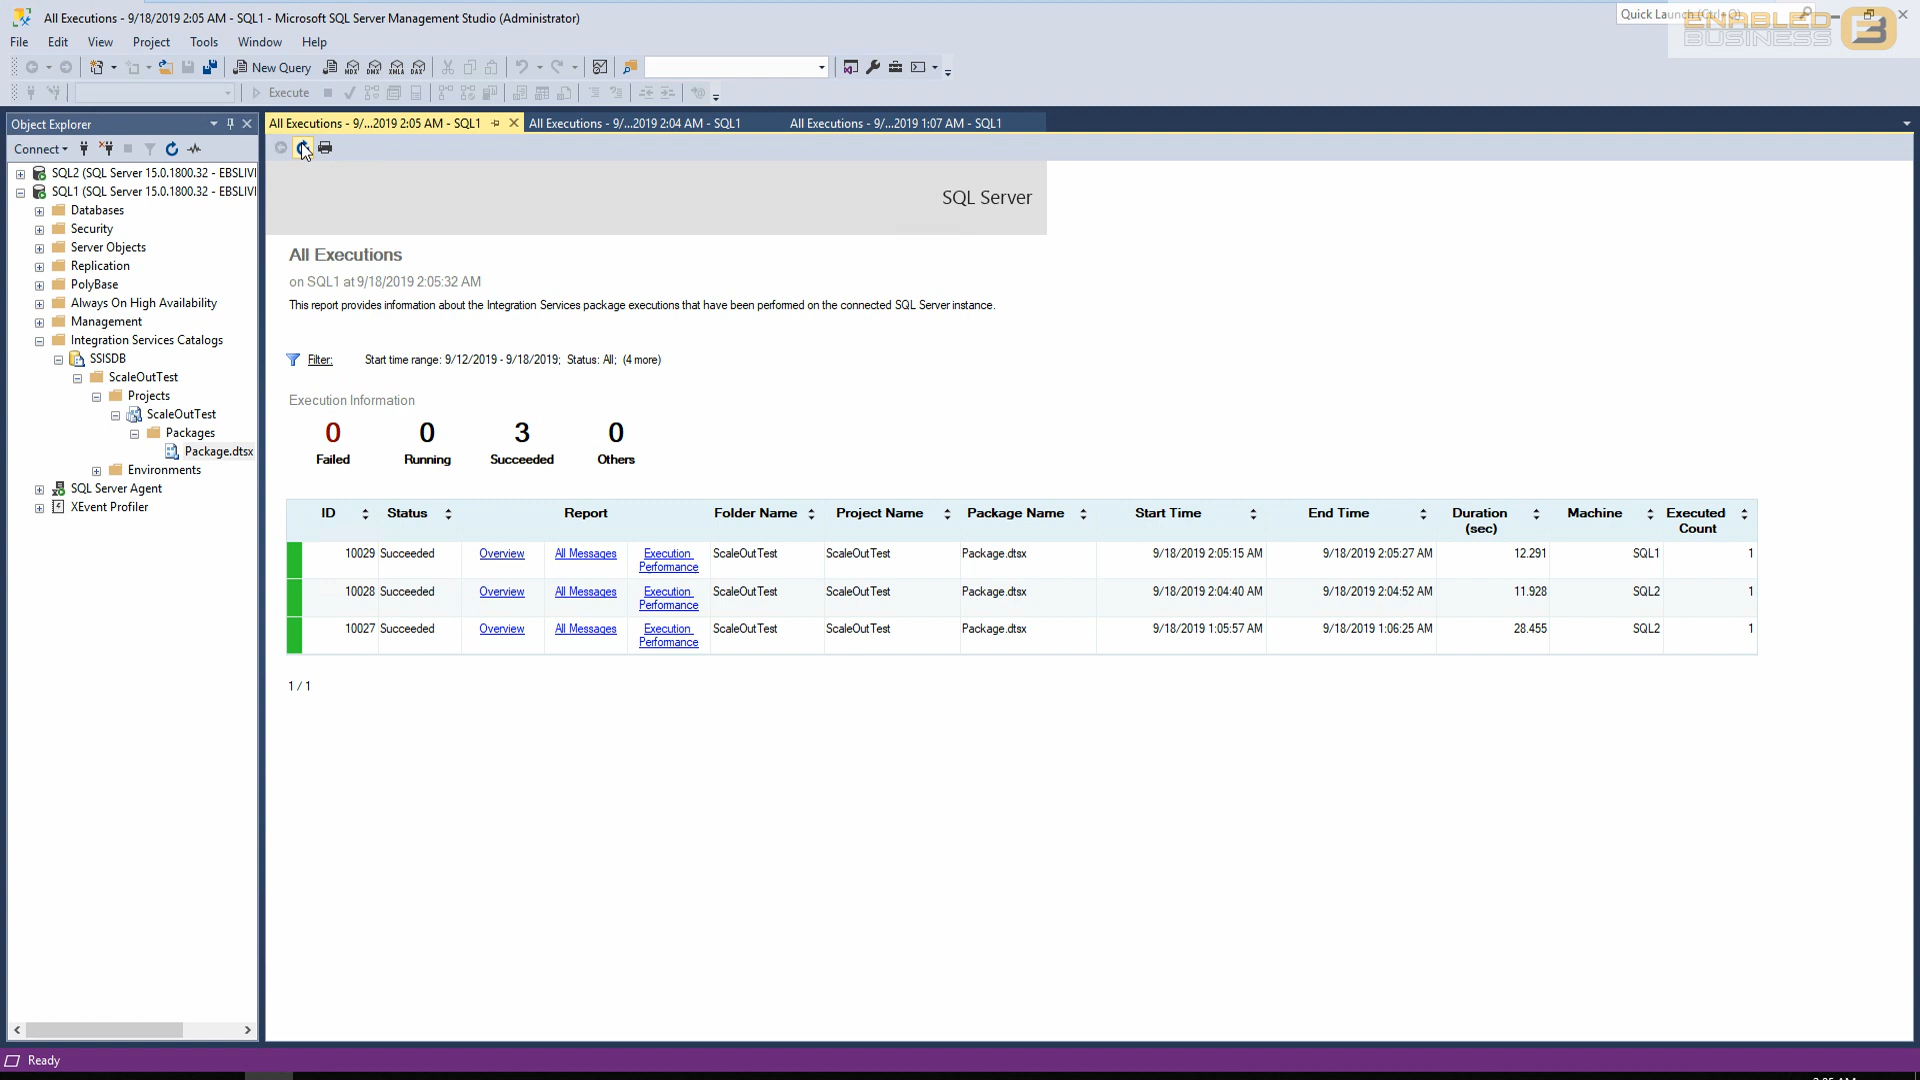 All Executions - 9/18/2019 2:05 AM - SQL1 - Microsoft SQL Server Management Studio (Administrator)
Quick Launch (Ctrl+Q)
ENABLED
BUSINESS
File Edit View Project Tools Window Help
New Query
MDX DMX XMLA DAX
Execute
Object Explorer
All Executions - 9/...2019 2:05 AM - SQL1
All Executions - 9/...2019 2:04 AM - SQL1
All Executions - 9/...2019 1:07 AM - SQL1
Connect
SQL2 (SQL Server 15.0.1800.32 - EBSLIVI
SQL1 (SQL Server 15.0.1800.32 - EBSLIVI
Databases
Security
Server Objects
Replication
PolyBase
Always On High Availability
Management
Integration Services Catalogs
SSISDB
ScaleOutTest
Projects
ScaleOutTest
Packages
Package.dtsx
Environments
SQL Server Agent
XEvent Profiler
SQL Server
All Executions
on SQL1 at 9/18/2019 2:05:32 AM
This report provides information about the Integration Services package executions that have been performed on the connected SQL Server instance.
Filter: Start time range: 9/12/2019 - 9/18/2019; Status: All; (4 more)
Execution Information
0 0 3 0
Failed Running Succeeded Others
ID Status Report Folder Name Project Name Package Name Start Time End Time Duration (sec) Machine Executed Count
10029 Succeeded Overview All Messages Execution Performance ScaleOutTest ScaleOutTest Package.dtsx 9/18/2019 2:05:15 AM 9/18/2019 2:05:27 AM 12.291 SQL1 1
10028 Succeeded Overview All Messages Execution Performance ScaleOutTest ScaleOutTest Package.dtsx 9/18/2019 2:04:40 AM 9/18/2019 2:04:52 AM 11.928 SQL2 1
10027 Succeeded Overview All Messages Execution Performance ScaleOutTest ScaleOutTest Package.dtsx 9/18/2019 1:05:57 AM 9/18/2019 1:06:25 AM 28.455 SQL2 1
1 / 1
Ready